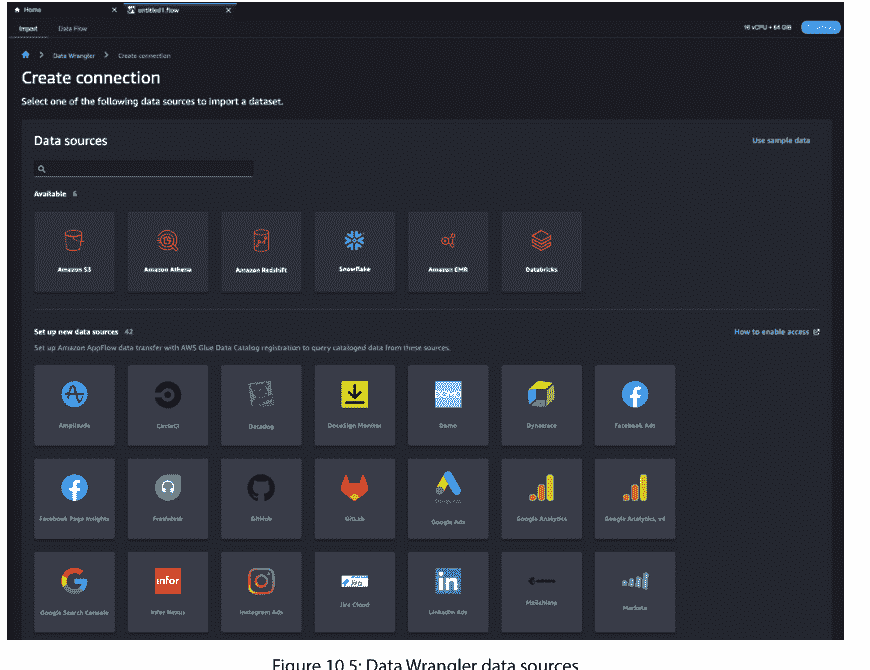 Home
untitled1.flow
Import Data Flow
16 vCPU + 64 GiB
Data Wrangler Create connection
Create connection
Select one of the following data sources to import a dataset.
Data sources
Use sample data
Available 6
Amazon S3 Amazon Athena Amazon Redshift Snowflake Amazon EMR Databricks
Set up new data sources 42
How to enable access
Set up Amazon AppFlow data transfer with AWS Glue Data Catalog registration to query cataloged data from these sources.
Amplitude CircleCI Datadog DocuSign Monitor Domo Dynatrace Facebook Ads
Facebook Page Insights Freshdesk GitHub GitLab Google Ads Google Analytics Google Analytics, v4
infor
in
Google Search Console Infor Nexus Instagram Ads Jira Cloud LinkedIn Ads Mailchimp Marketo
Figure 10.5: Data Wrangler data sources